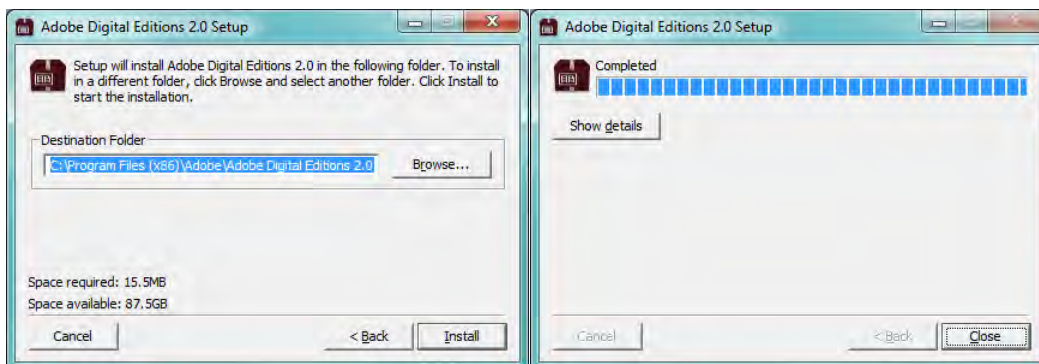 Adobe Digital Editions 2.0 Setup
Setup will install Adobe Digital Editions 2.0 in the following folder. To install
in a different folder, click Browse and select another folder. Click Install to
start the installation.
Destination Folder
C:\Program Files (x86)\Adobe\Adobe Digital Editions 2.0
Browse...
Space required: 15.5MB
Space available: 87.5GB
Cancel
< Back
Install
Adobe Digital Editions 2.0 Setup
Completed
Show details
Cancel
< Back
Close